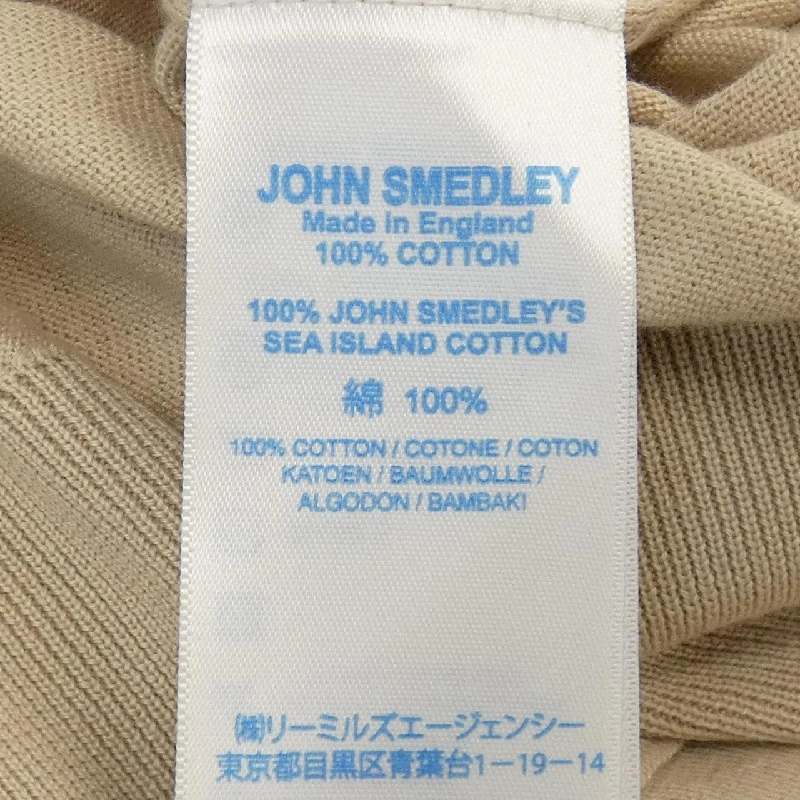 JOHN SMEDLEY
Made in England
100% COTTON
100% JOHN SMEDLEY'S
SEA ISLAND COTTON
綿 100%
100% COTTON / COTONE / COTON
KATOEN / BAUMWOLLE /
ALGODON / BAMBAKI
㈱リーミルズエージェンシー
東京都目黒区青葉台1-19-14